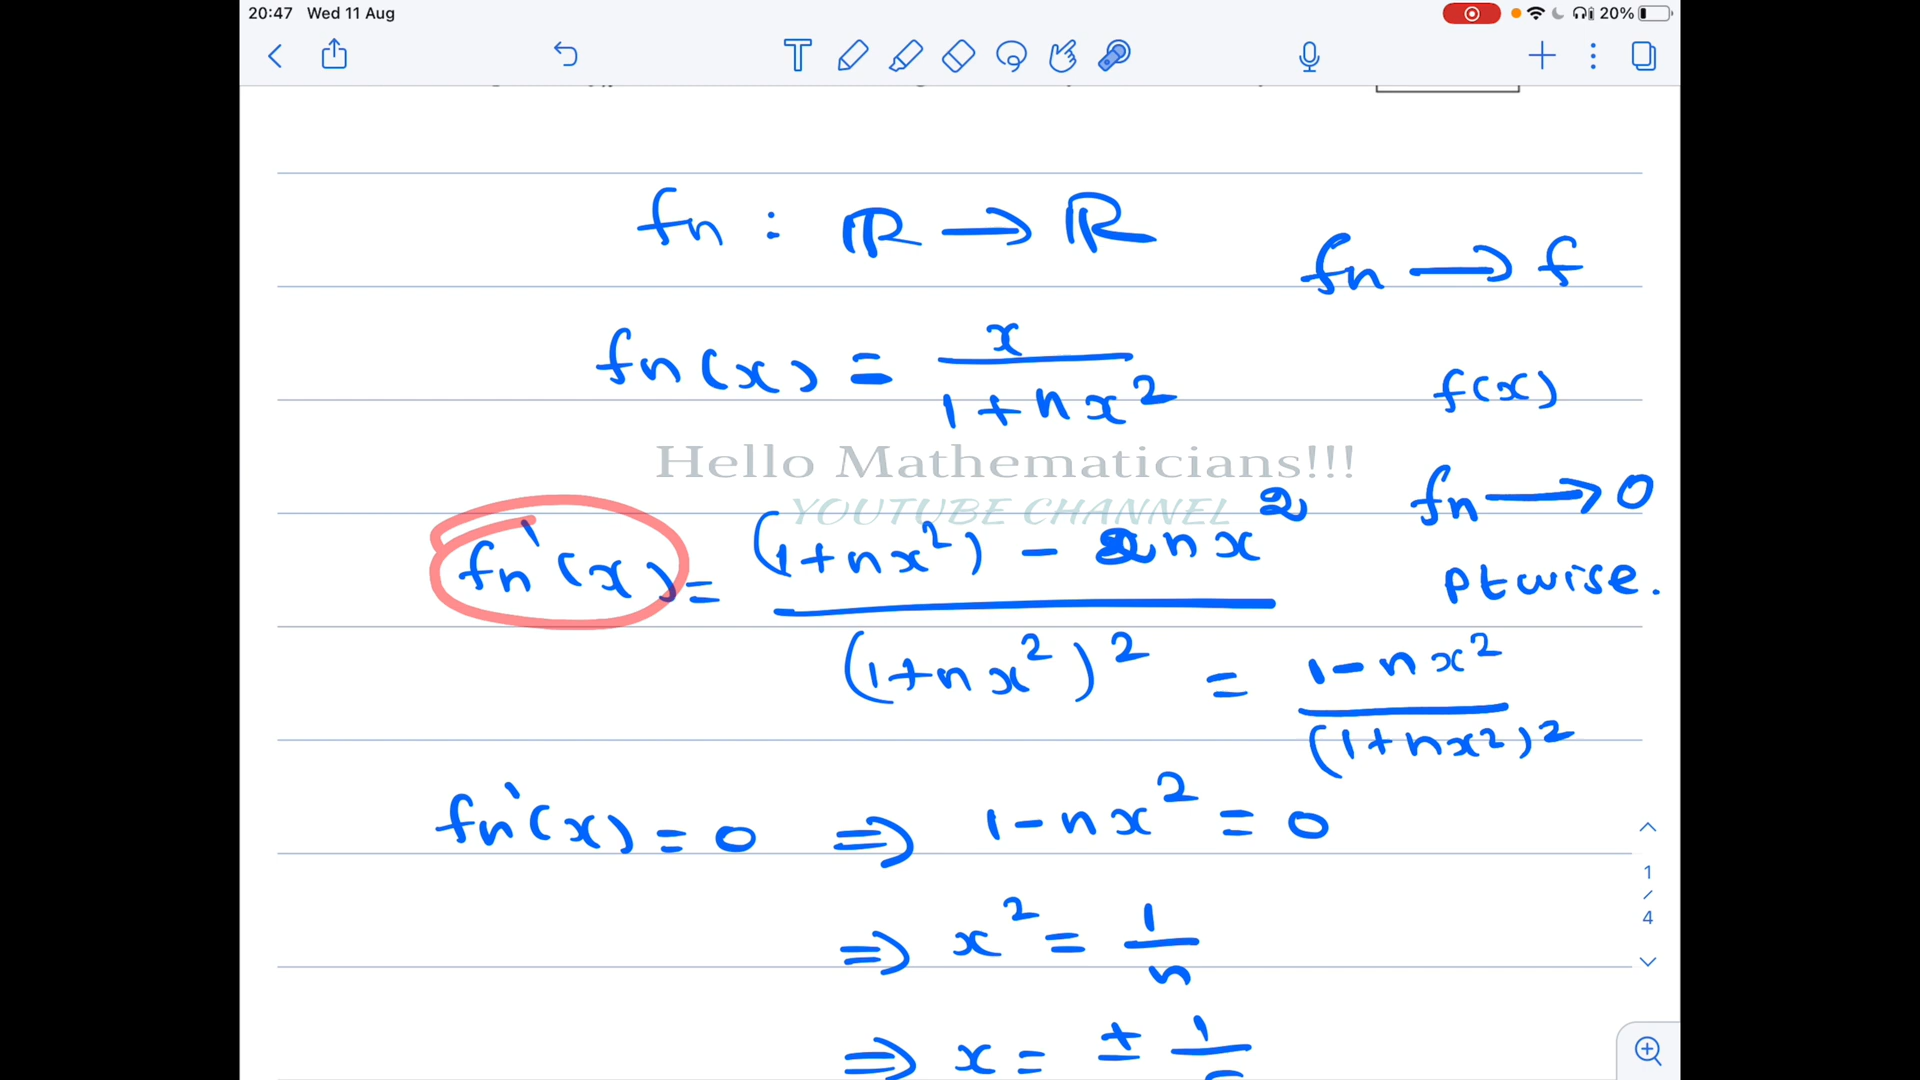 20:47 Wed 11 Aug
20%
T
fn : ℝ → ℝ
fn → f
fn(x) = x / (1+nx²)
f(x)
Hello Mathematicians!!!
YOUTUBE CHANNEL
fn → 0
ptwise.
fn'(x) = ((1+nx²) - 2nx²) / (1+nx²)² = (1-nx²) / (1+nx²)²
fn'(x) = 0 ⇒ 1-nx² = 0
⇒ x² = 1/n
⇒ x = ± 1
1
/
4